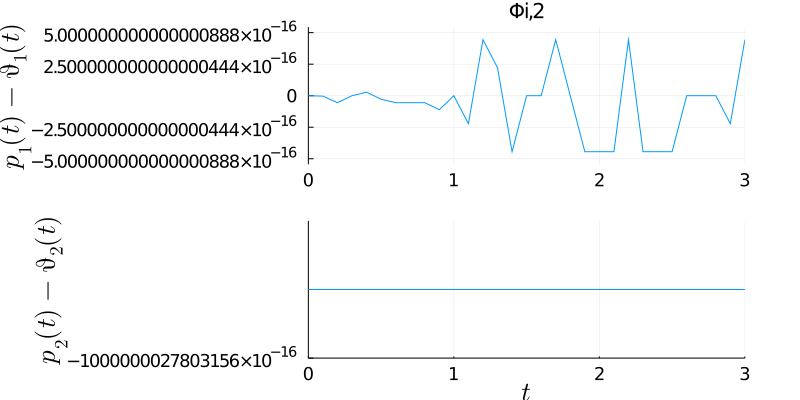 Φi,2
p₁(t) − ϑ₁(t)
5.000000000000000888×10⁻¹⁶
2.500000000000000444×10⁻¹⁶
0
−2.500000000000000444×10⁻¹⁶
−5.000000000000000888×10⁻¹⁶
0 1 2 3
p₂(t) − ϑ₂(t)
−1000000027803156×10⁻¹⁶
0 1 2 3
t